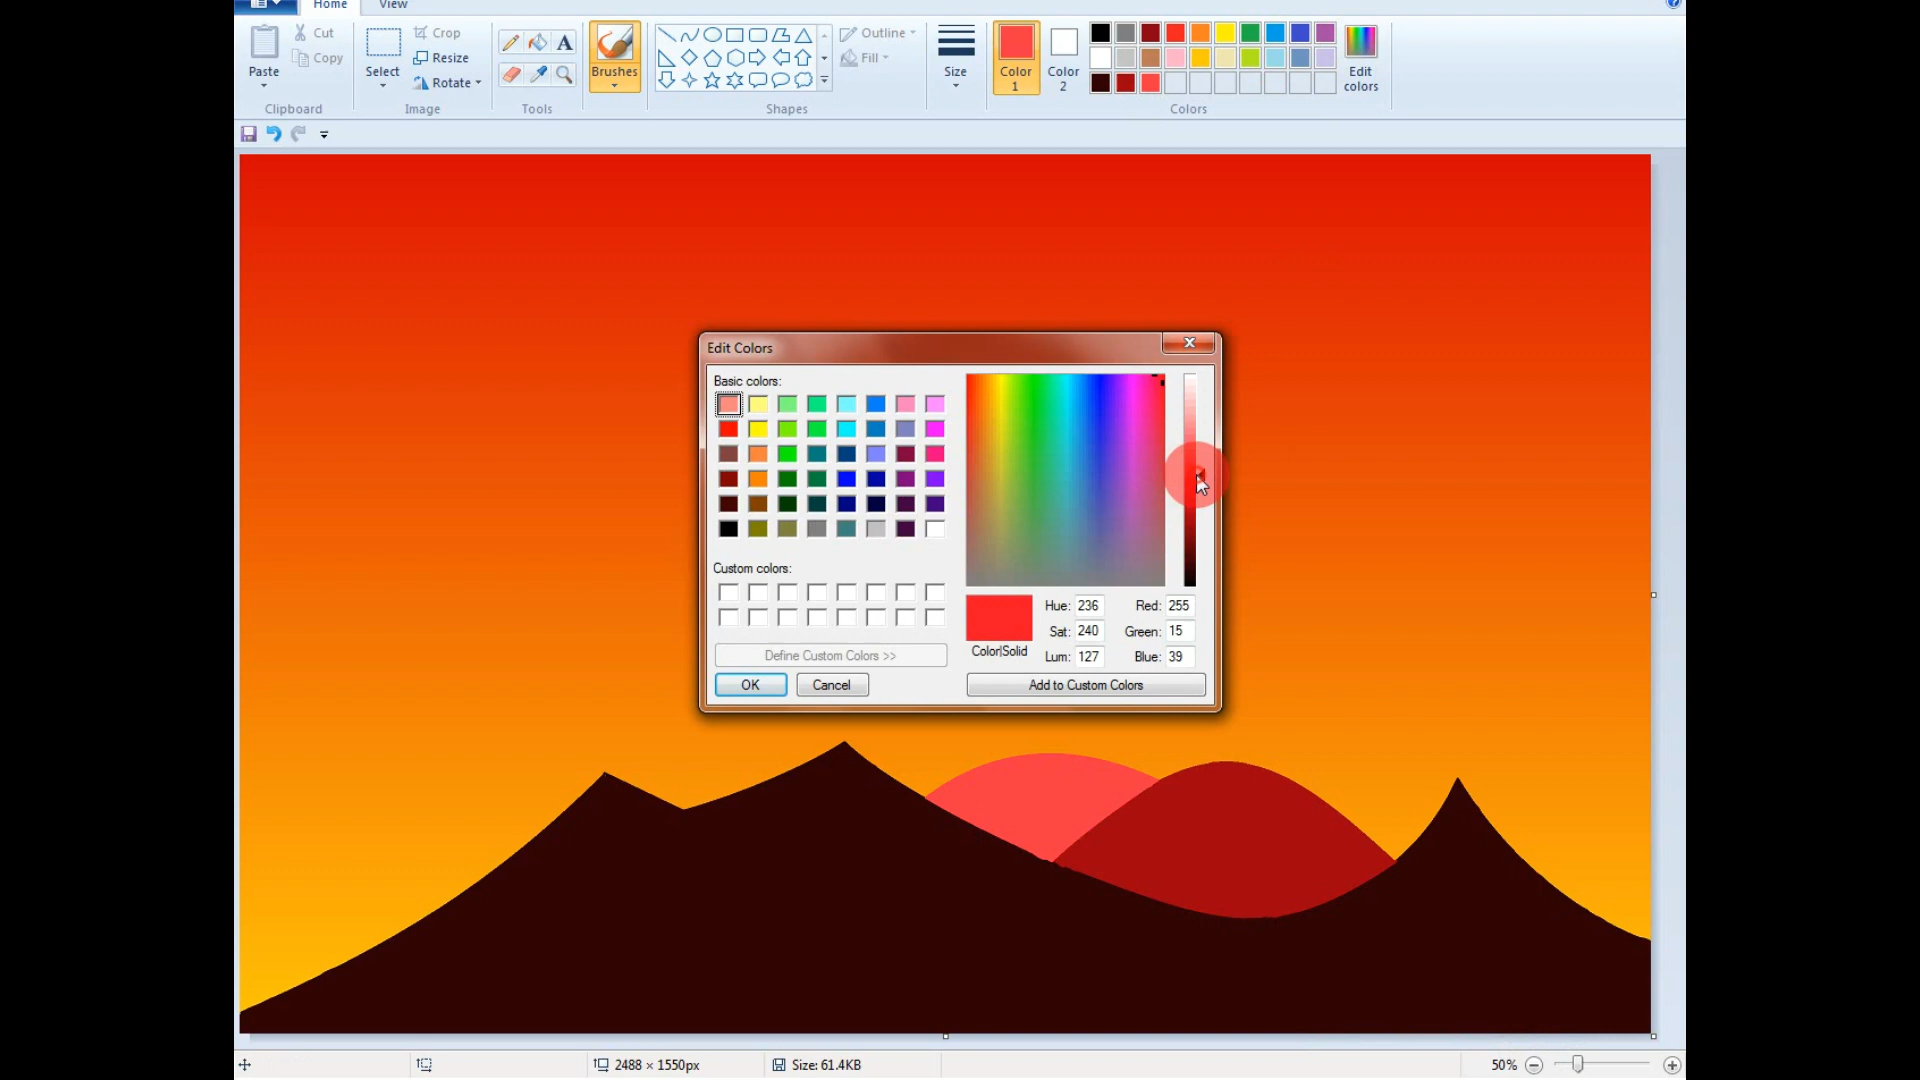 Home View
Cut
Copy
Paste
Clipboard
Crop
Resize
Rotate
Select
Image
A
Tools
Brushes
Shapes
Outline
Fill
Size
Color
1
Color
2
Edit
colors
Colors
Edit Colors
Basic colors:
Custom colors:
Define Custom Colors >>
OK Cancel
Color|Solid
Hue: 236 Red: 255
Sat: 240 Green: 15
Lum: 127 Blue: 39
Add to Custom Colors
2488 × 1550px
Size: 61.4KB
50%